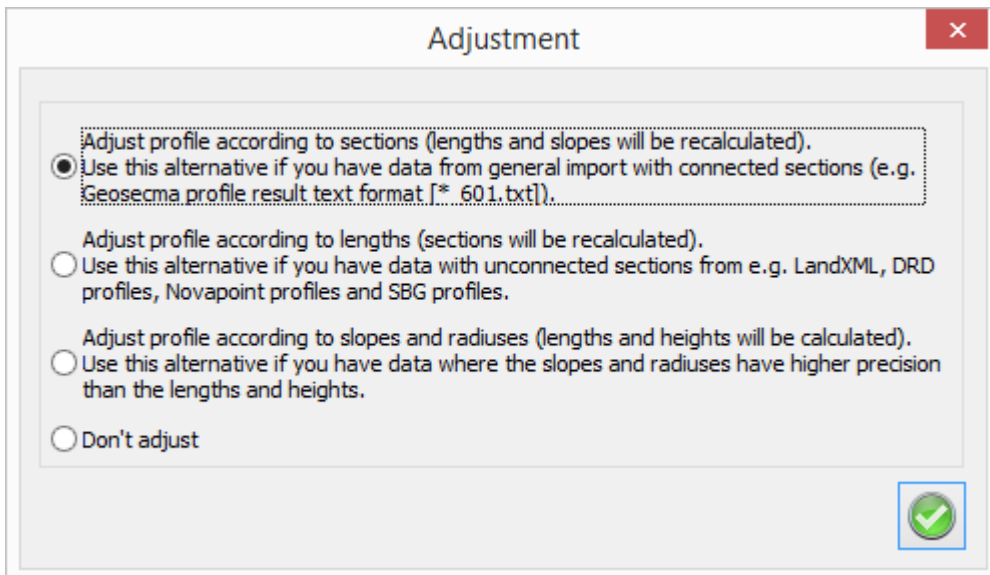 Adjustment
Adjust profile according to sections (lengths and slopes will be recalculated).
Use this alternative if you have data from general import with connected sections (e.g.
Geosecma profile result text format [*_601.txt]).
Adjust profile according to lengths (sections will be recalculated).
Use this alternative if you have data with unconnected sections from e.g. LandXML, DRD
profiles, Novapoint profiles and SBG profiles.
Adjust profile according to slopes and radiuses (lengths and heights will be calculated).
Use this alternative if you have data where the slopes and radiuses have higher precision
than the lengths and heights.
Don't adjust